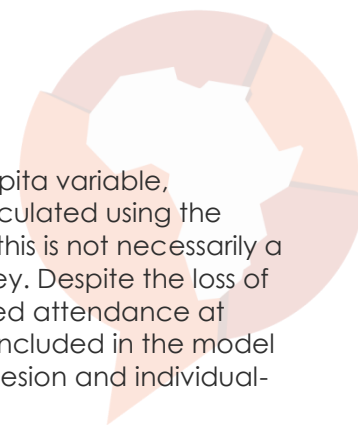 pita variable,
culated using the
this is not necessarily a
ey. Despite the loss of
ed attendance at
included in the model
esion and individual-